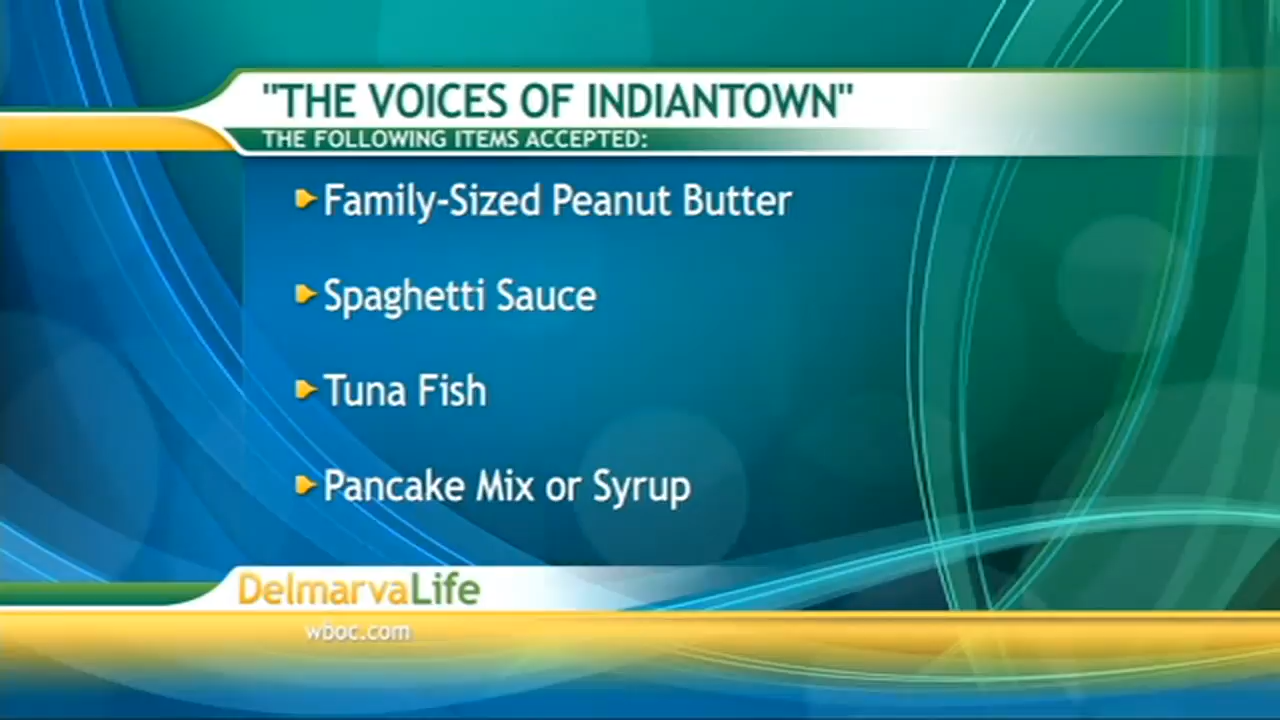 "THE VOICES OF INDIANTOWN"
THE FOLLOWING ITEMS ACCEPTED:
Family-Sized Peanut Butter
Spaghetti Sauce
Tuna Fish
Pancake Mix or Syrup
DelmarvaLife
wboc.com